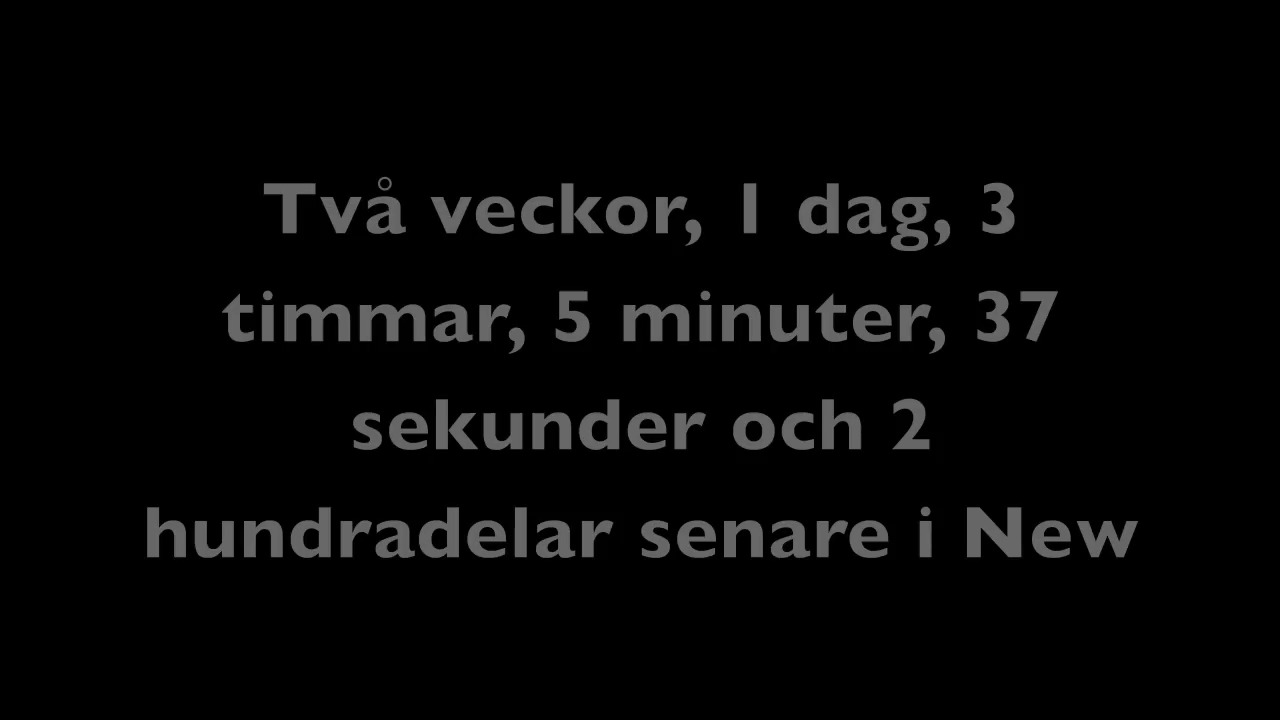 Två veckor, 1 dag, 3
timmar, 5 minuter, 37
sekunder och 2
hundradelar senare i New